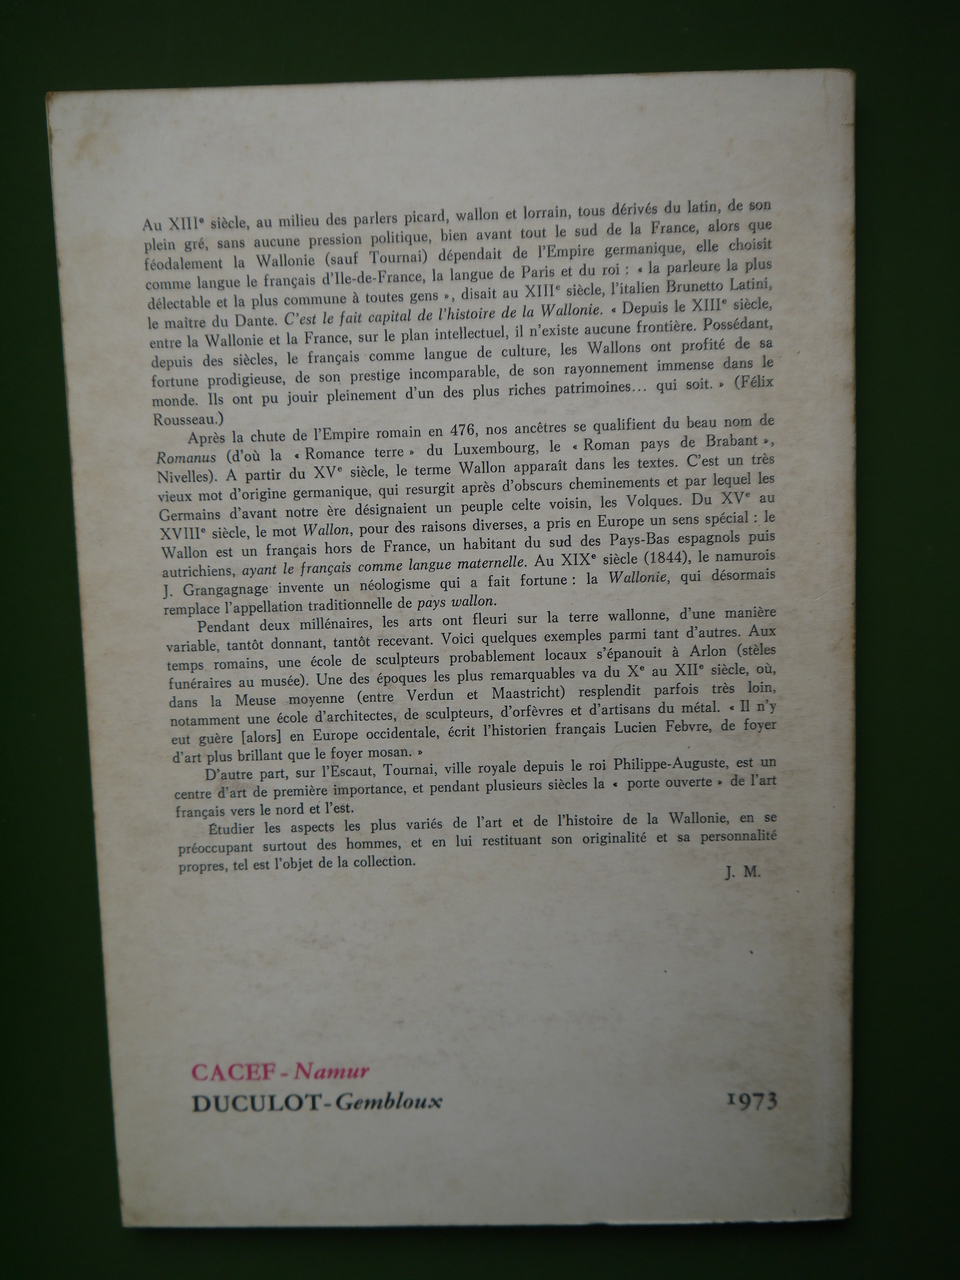 Au XIIIe siècle, au milieu des parlers picard, wallon et lorrain, tous dérivés du latin, de son
plein gré, sans aucune pression politique, bien avant tout le sud de la France, alors que
féodalement la Wallonie (sauf Tournai) dépendait de l'Empire germanique, elle choisit
comme langue le français d'Ile-de-France, la langue de Paris et du roi : « la parleure la plus
délectable et la plus commune à toutes gens », disait au XIIIe siècle, l'italien Brunetto Latini,
le maître du Dante. C'est le fait capital de l'histoire de la Wallonie. « Depuis le XIIIe siècle,
entre la Wallonie et la France, sur le plan intellectuel, il n'existe aucune frontière. Possédant,
depuis des siècles, le français comme langue de culture, les Wallons ont profité de sa
fortune prodigieuse, de son prestige incomparable, de son rayonnement immense dans le
monde. Ils ont pu jouir pleinement d'un des plus riches patrimoines... qui soit. » (Félix
Rousseau.)
Après la chute de l'Empire romain en 476, nos ancêtres se qualifient du beau nom de
Romanus (d'où la « Romance terre » du Luxembourg, le « Roman pays de Brabant »,
Nivelles). A partir du XVe siècle, le terme Wallon apparaît dans les textes. C'est un très
vieux mot d'origine germanique, qui resurgit après d'obscurs cheminements et par lequel les
Germains d'avant notre ère désignaient un peuple celte voisin, les Volques. Du XVe au
XVIIIe siècle, le mot Wallon, pour des raisons diverses, a pris en Europe un sens spécial : le
Wallon est un français hors de France, un habitant du sud des Pays-Bas espagnols puis
autrichiens, ayant le français comme langue maternelle. Au XIXe siècle (1844), le namurois
J. Grangagnage invente un néologisme qui a fait fortune : la Wallonie, qui désormais
remplace l'appellation traditionnelle de pays wallon.
Pendant deux millénaires, les arts ont fleuri sur la terre wallonne, d'une manière
variable, tantôt donnant, tantôt recevant. Voici quelques exemples parmi tant d'autres. Aux
temps romains, une école de sculpteurs probablement locaux s'épanouit à Arlon (stèles
funéraires au musée). Une des époques les plus remarquables va du Xe au XIIe siècle, où,
dans la Meuse moyenne (entre Verdun et Maastricht) resplendit parfois très loin,
notamment une école d'architectes, de sculpteurs, d'orfèvres et d'artisans du métal. « Il n'y
eut guère [alors] en Europe occidentale, écrit l'historien français Lucien Febvre, de foyer
d'art plus brillant que le foyer mosan. »
D'autre part, sur l'Escaut, Tournai, ville royale depuis le roi Philippe-Auguste, est un
centre d'art de première importance, et pendant plusieurs siècles la « porte ouverte » de l'art
français vers le nord et l'est.
Étudier les aspects les plus variés de l'art et de l'histoire de la Wallonie, en se
préoccupant surtout des hommes, et en lui restituant son originalité et sa personnalité
propres, tel est l'objet de la collection.
J. M.
CACEF - Namur
DUCULOT - Gembloux 1973